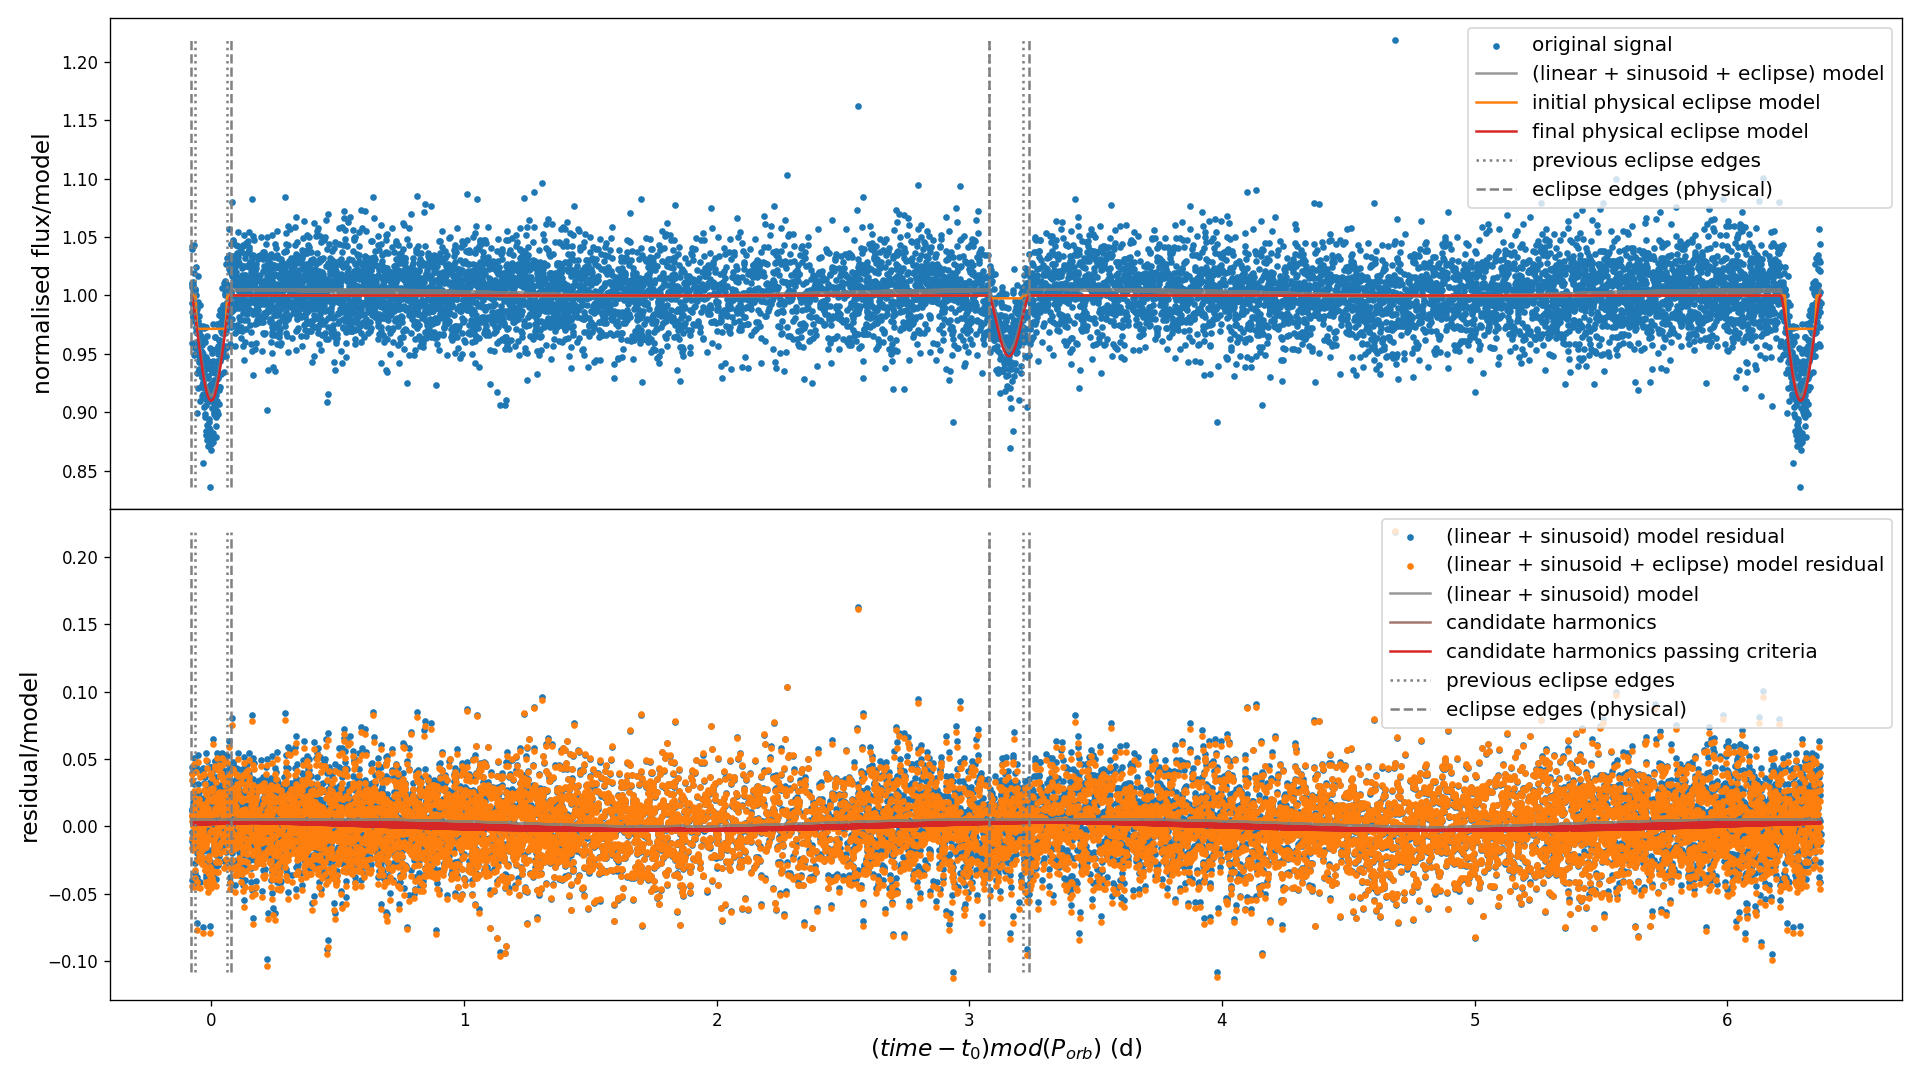 normalised flux/model
1.20
1.15
1.10
1.05
1.00
0.95
0.90
0.85
original signal
(linear + sinusoid + eclipse) model
initial physical eclipse model
final physical eclipse model
previous eclipse edges
eclipse edges (physical)
residual/model
0.20
0.15
0.10
0.05
0.00
−0.05
−0.10
(linear + sinusoid) model residual
(linear + sinusoid + eclipse) model residual
(linear + sinusoid) model
candidate harmonics
candidate harmonics passing criteria
previous eclipse edges
eclipse edges (physical)
0 1 2 3 4 5 6
(time − t₀)mod(P_orb) (d)